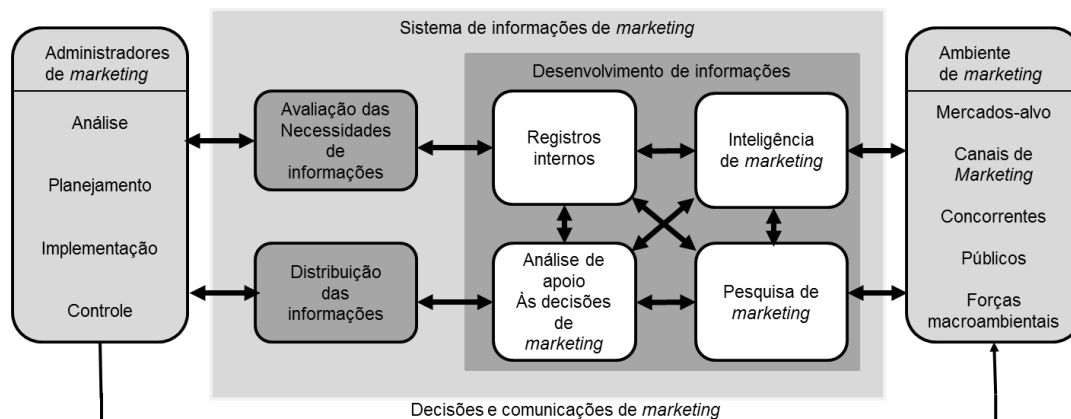 Sistema de informações de marketing
Administradores
de marketing
Análise
Planejamento
Implementação
Controle
Avaliação das
Necessidades
de
informações
Distribuição
das
informações
Desenvolvimento de informações
Registros
internos
Inteligência
de marketing
Análise de
apoio
Às decisões
de
marketing
Pesquisa de
marketing
Ambiente
de marketing
Mercados-alvo
Canais de
Marketing
Concorrentes
Públicos
Forças
macroambientais
Decisões e comunicações de marketing